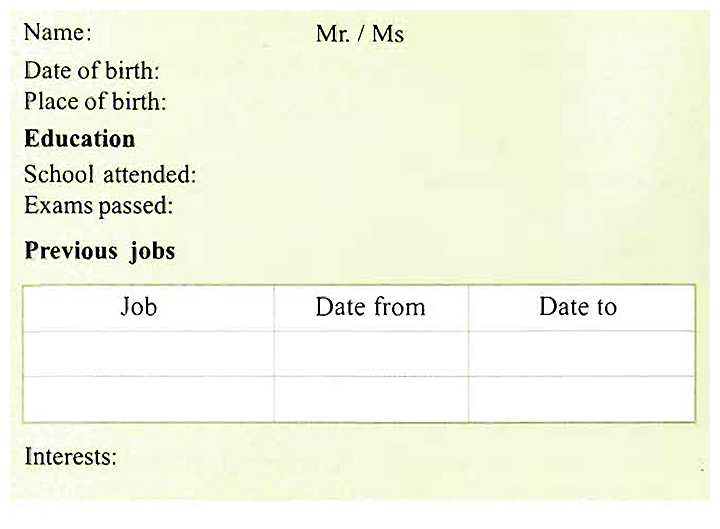 Name: Mr. / Ms
Date of birth:
Place of birth:
Education
School attended:
Exams passed:
Previous jobs
Job Date from Date to
Interests: